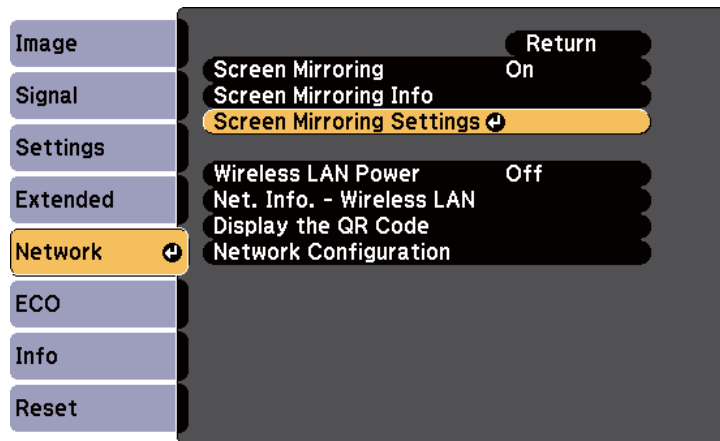 Image
Signal
Settings
Extended
Network
ECO
Info
Reset
Return
Screen Mirroring On
Screen Mirroring Info
Screen Mirroring Settings
Wireless LAN Power Off
Net. Info. - Wireless LAN
Display the QR Code
Network Configuration